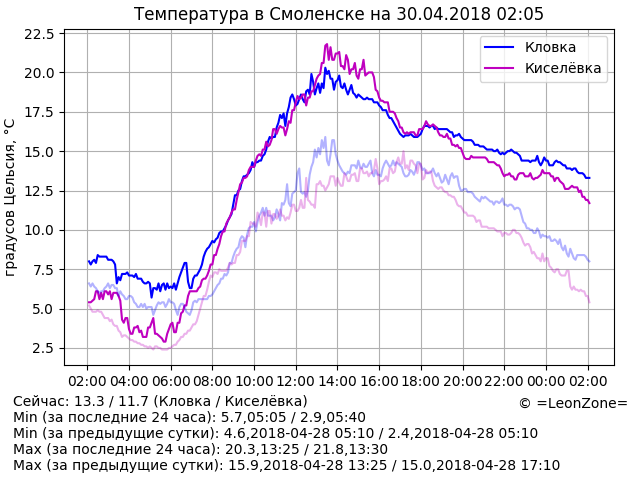 Температура в Смоленске на 30.04.2018 02:05
Кловка
Киселёвка
градусов Цельсия, °C
22.5
20.0
17.5
15.0
12.5
10.0
7.5
5.0
2.5
02:00 04:00 06:00 08:00 10:00 12:00 14:00 16:00 18:00 20:00 22:00 00:00 02:00
Сейчас: 13.3 / 11.7 (Кловка / Киселёвка)
© =LeonZone=
Min (за последние 24 часа): 5.7,05:05 / 2.9,05:40
Min (за предыдущие сутки): 4.6,2018-04-28 05:10 / 2.4,2018-04-28 05:10
Max (за последние 24 часа): 20.3,13:25 / 21.8,13:30
Max (за предыдущие сутки): 15.9,2018-04-28 13:25 / 15.0,2018-04-28 17:10